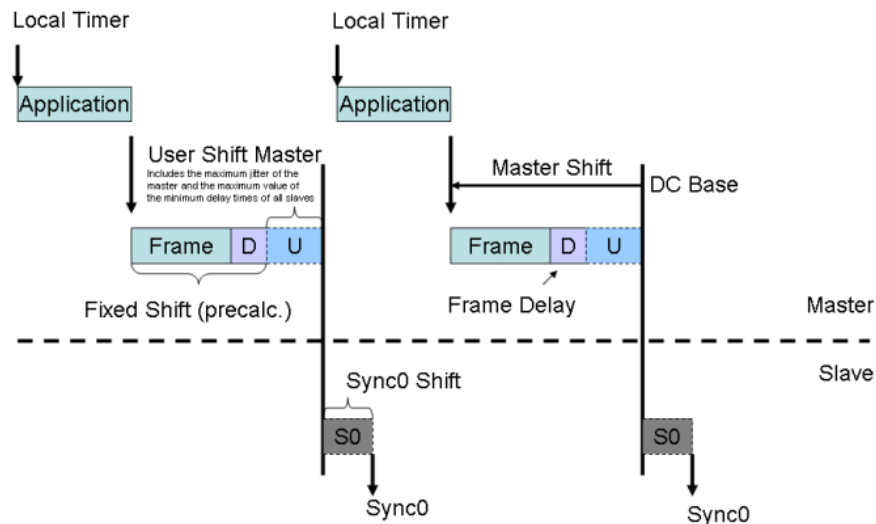 Local Timer
Local Timer
Application
Application
User Shift Master
Includes the maximum jitter of the
master and the maximum value of
the minimum delay times of all slaves
Master Shift
DC Base
Frame D U
Frame D U
Fixed Shift (precalc.)
Frame Delay
Master
Slave
Sync0 Shift
S0
S0
Sync0
Sync0